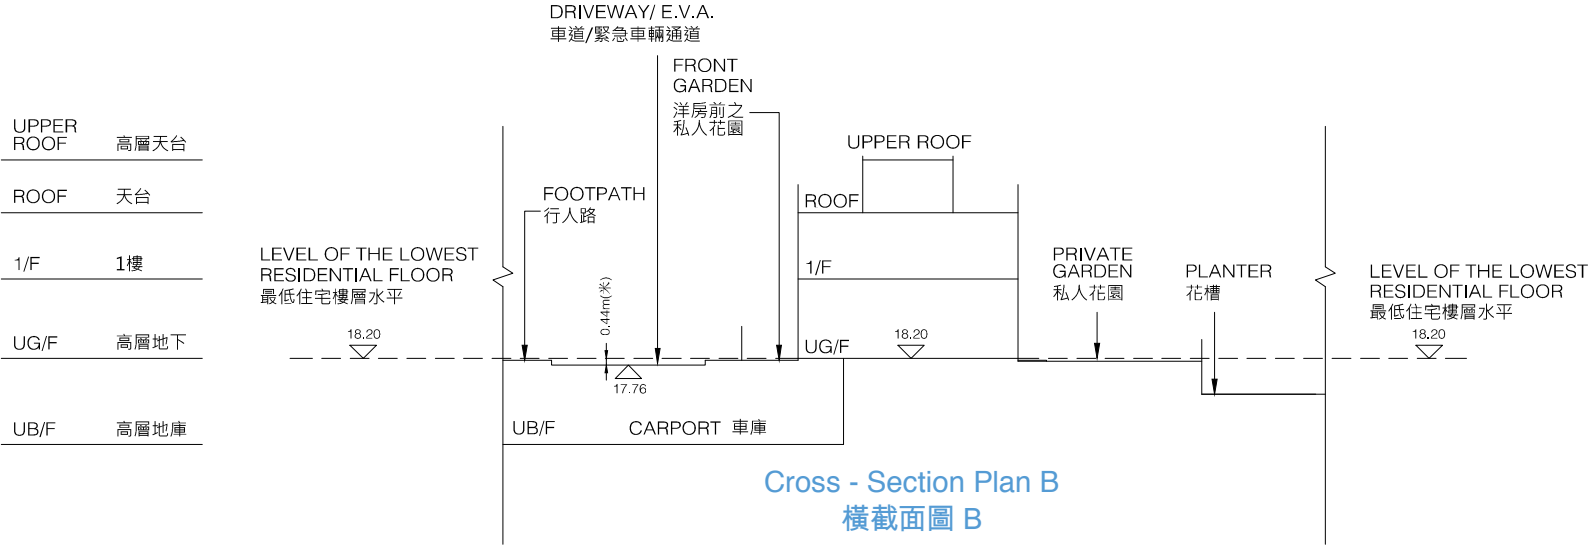 DRIVEWAY/ E.V.A.
車道/緊急車輛通道
FRONT
GARDEN
洋房前之
私人花園
UPPER
ROOF 高層天台
ROOF 天台
1/F 1樓
UG/F 高層地下
UB/F 高層地庫
LEVEL OF THE LOWEST
RESIDENTIAL FLOOR
最低住宅樓層水平
18.20
FOOTPATH
行人路
0.44m(米)
17.76
UPPER ROOF
ROOF
1/F
UG/F
18.20
UB/F CARPORT 車庫
PRIVATE
GARDEN
私人花園
PLANTER
花槽
LEVEL OF THE LOWEST
RESIDENTIAL FLOOR
最低住宅樓層水平
18.20
Cross - Section Plan B
橫截面圖 B